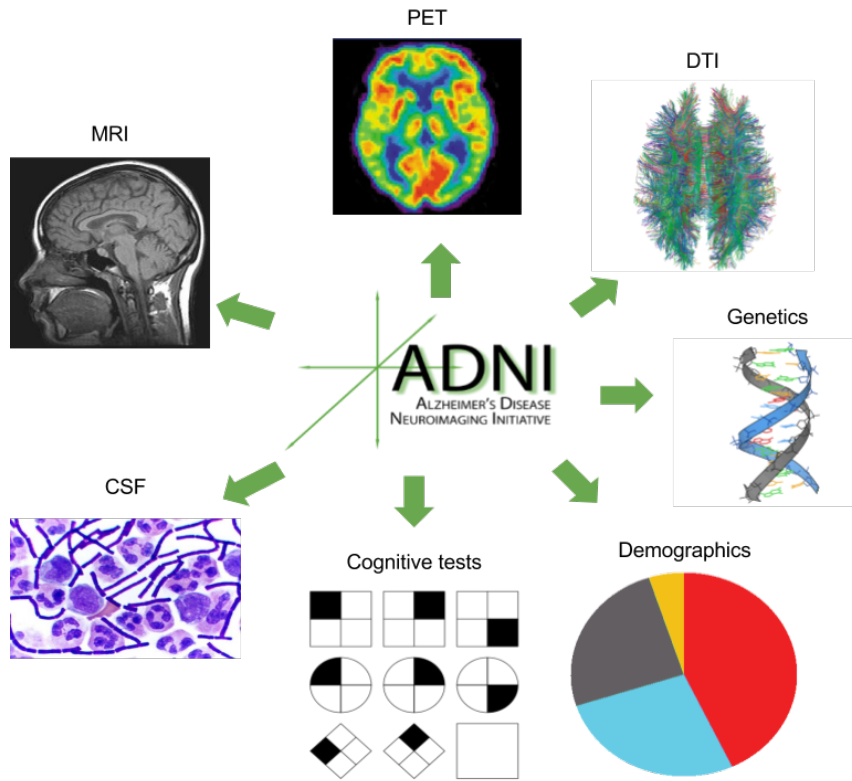 PET
DTI
MRI
Genetics
ADNI
ALZHEIMER'S DISEASE
NEUROIMAGING INITIATIVE
CSF
Cognitive tests
Demographics